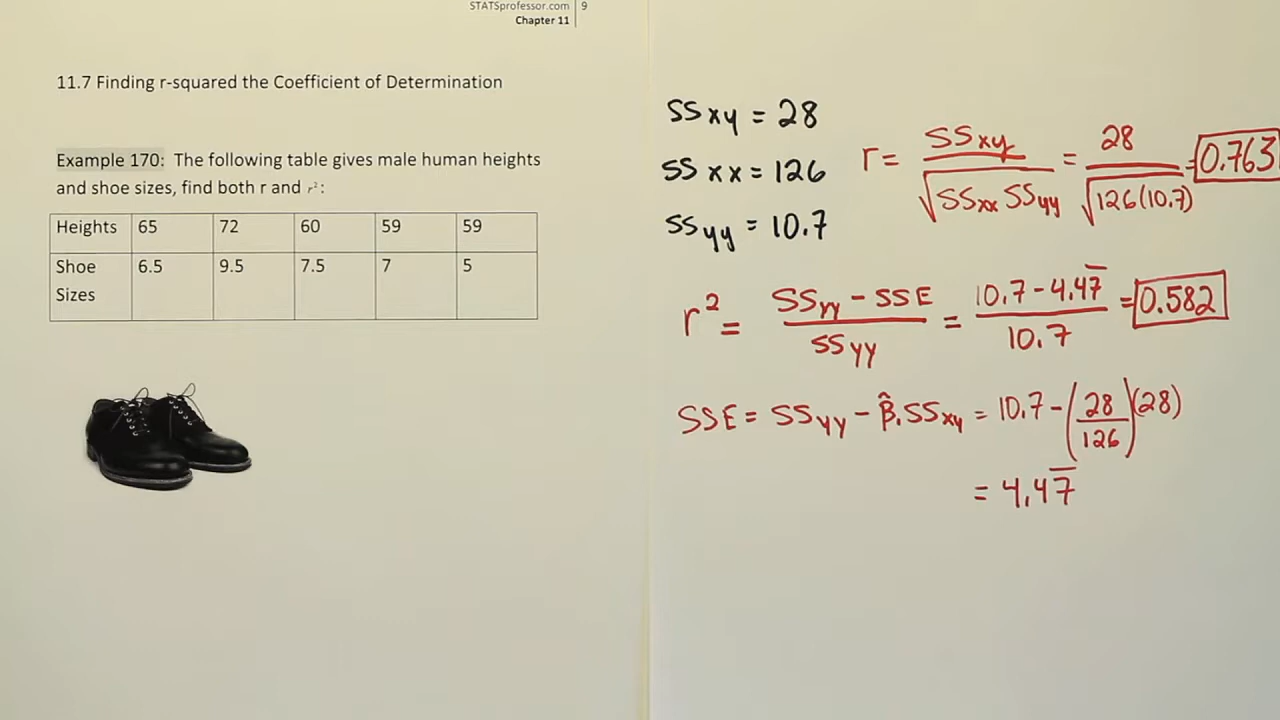 STATSprofessor.com 9
Chapter 11
11.7 Finding r-squared the Coefficient of Determination
Example 170: The following table gives male human heights
and shoe sizes, find both r and r²:
Heights 65 72 60 59 59
Shoe Sizes 6.5 9.5 7.5 7 5
SSxy = 28
SSxx = 126
SSyy = 10.7
r = SSxy / √SSxx SSyy = 28 / √126(10.7) = 0.763
r² = SSyy - SSE / SSyy = 10.7 - 4.47̅ / 10.7 = 0.582
SSE = SSyy - β̂₁SSxy = 10.7 - (28/126)(28)
= 4.47̅